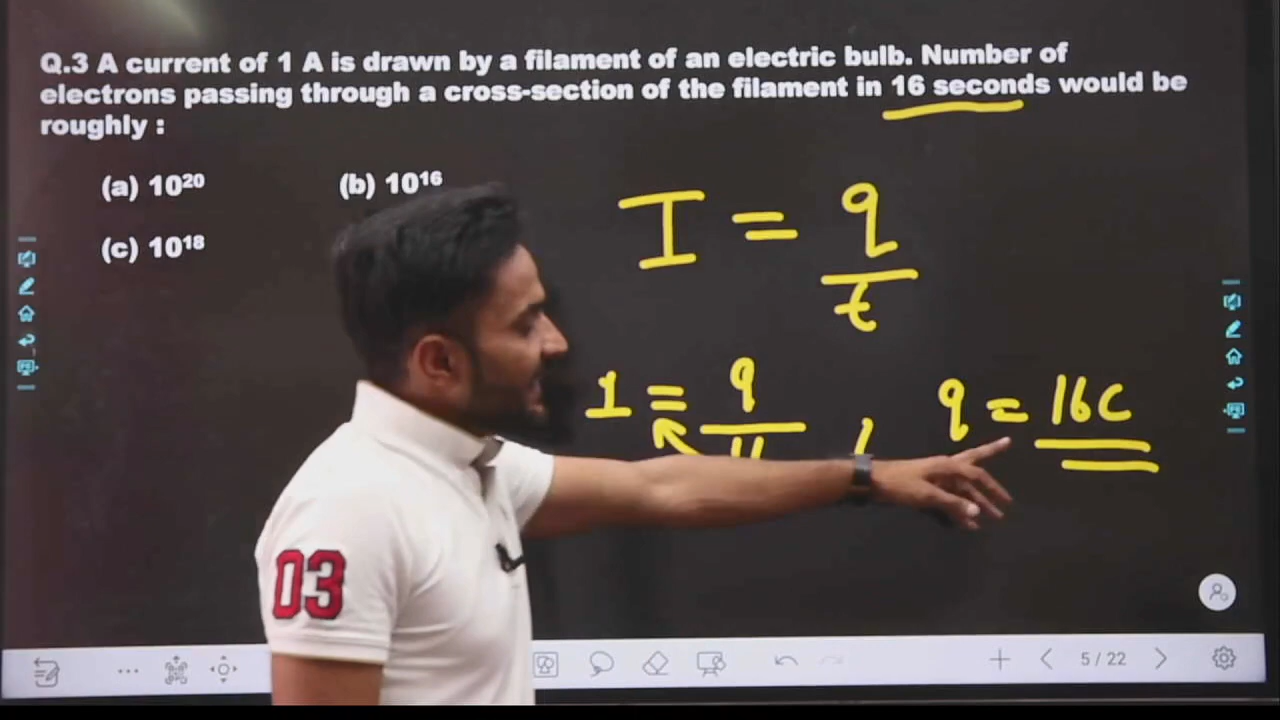 Q.3 A current of 1 A is drawn by a filament of an electric bulb. Number of
electrons passing through a cross-section of the filament in 16 seconds would be
roughly :
(a) 10²⁰ (b) 10¹⁶
(c) 10¹⁸
I = q
t
1 = q
q = 16C
03
5 / 22